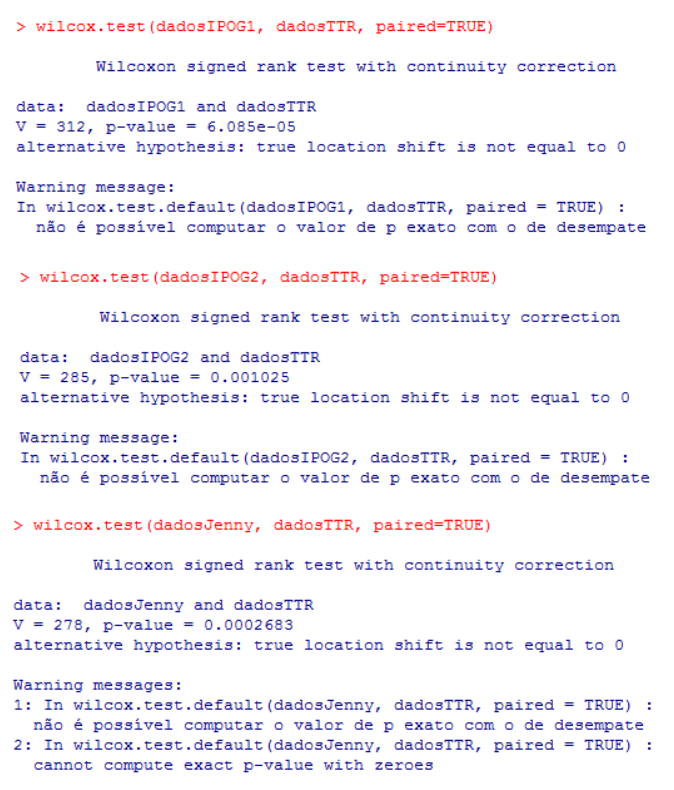 > wilcox.test(dadosIPOG1, dadosTTR, paired=TRUE)
Wilcoxon signed rank test with continuity correction
data:  dadosIPOG1 and dadosTTR
V = 312, p-value = 6.085e-05
alternative hypothesis: true location shift is not equal to 0
Warning message:
In wilcox.test.default(dadosIPOG1, dadosTTR, paired = TRUE) :
não é possível computar o valor de p exato com o de desempate
> wilcox.test(dadosIPOG2, dadosTTR, paired=TRUE)
Wilcoxon signed rank test with continuity correction
data:  dadosIPOG2 and dadosTTR
V = 285, p-value = 0.001025
alternative hypothesis: true location shift is not equal to 0
Warning message:
In wilcox.test.default(dadosIPOG2, dadosTTR, paired = TRUE) :
não é possível computar o valor de p exato com o de desempate
> wilcox.test(dadosJenny, dadosTTR, paired=TRUE)
Wilcoxon signed rank test with continuity correction
data:  dadosJenny and dadosTTR
V = 278, p-value = 0.0002683
alternative hypothesis: true location shift is not equal to 0
Warning messages:
1: In wilcox.test.default(dadosJenny, dadosTTR, paired = TRUE) :
não é possível computar o valor de p exato com o de desempate
2: In wilcox.test.default(dadosJenny, dadosTTR, paired = TRUE) :
cannot compute exact p-value with zeroes